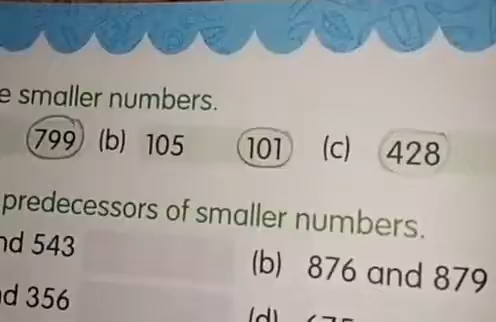 e smaller numbers.
799 (b) 105 101 (c) 428
predecessors of smaller numbers.
nd 543
(b) 876 and 879
d 356
(d)